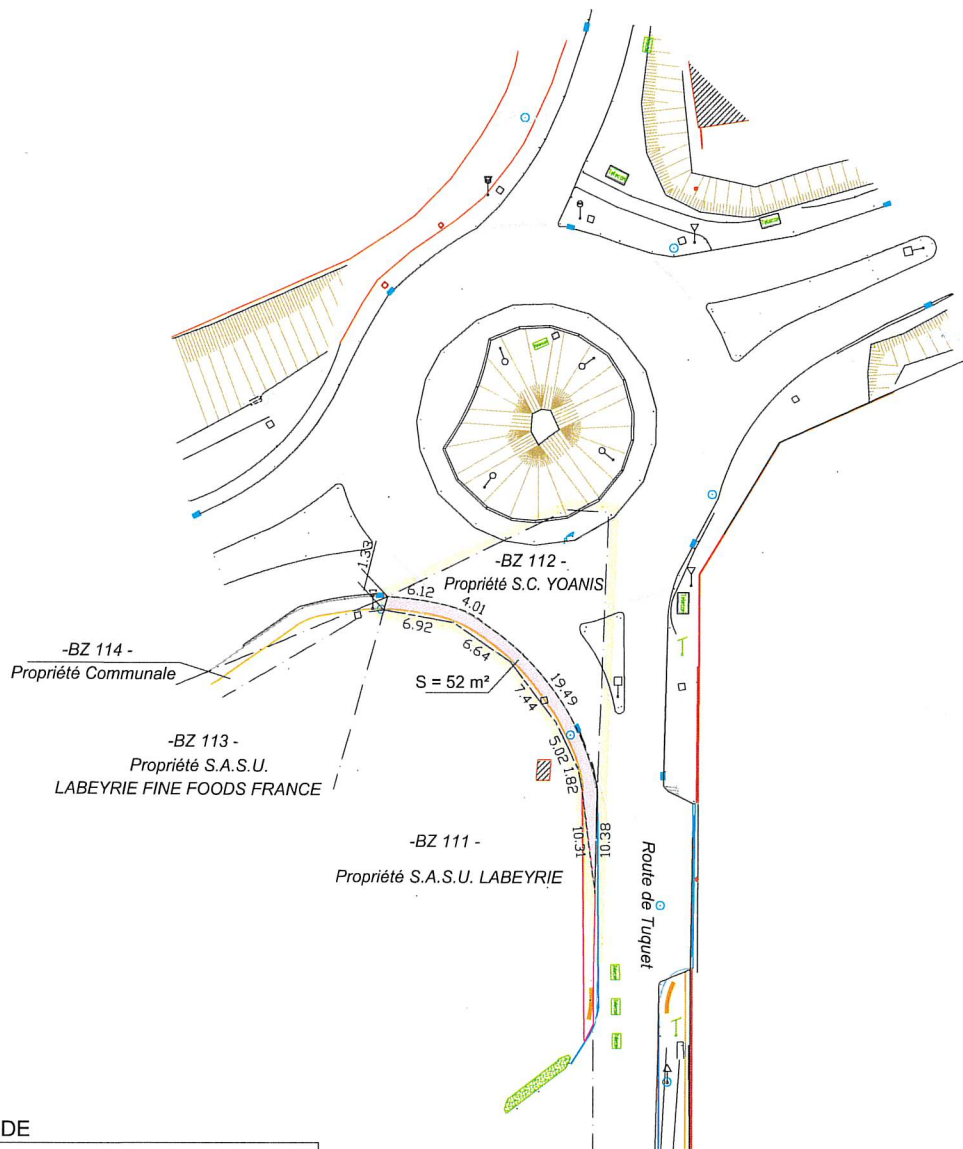 -BZ 112 -
Propriété S.C. YOANIS
1.33
6.12
4.01
6.92
6.64
19.49
7.44
S = 52 m²
-BZ 114 -
Propriété Communale
-BZ 113 -
Propriété S.A.S.U.
LABEYRIE FINE FOODS FRANCE
5.02
1.82
10.31
10.38
-BZ 111 -
Propriété S.A.S.U. LABEYRIE
Route de Tuquet
DE